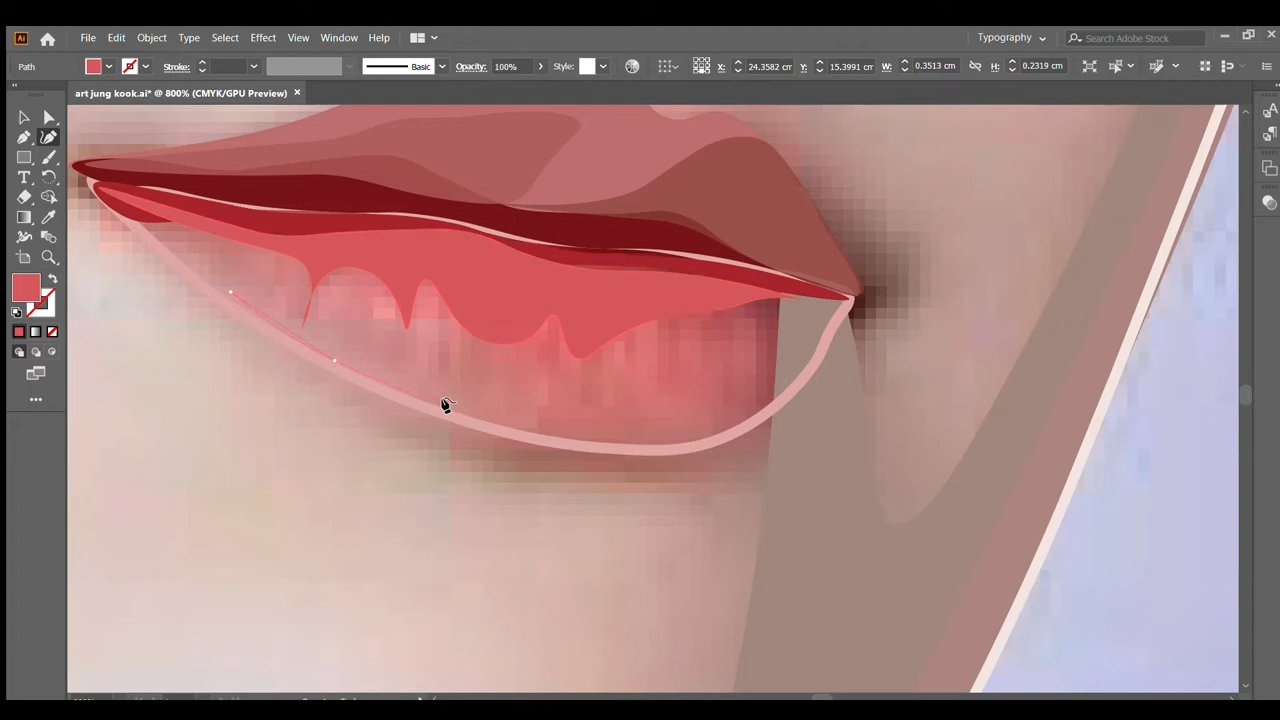 Ai File Edit Object Type Select Effect View Window Help Typography Search Adobe Stock
Path Stroke: Basic Opacity: 100% Style: X: 24.3582 cm Y: 15.3991 cm W: 0.3513 cm H: 0.2319 cm
art jung kook.ai* @ 800% (CMYK/GPU Preview) ×